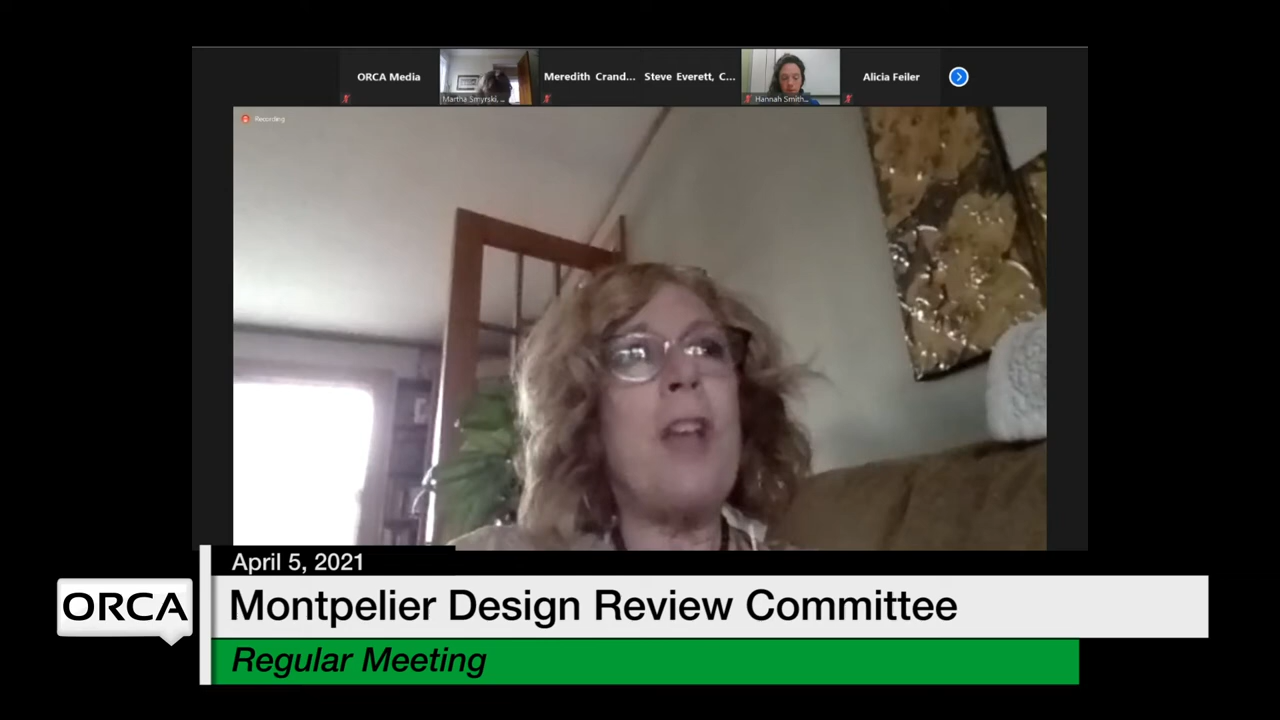 ORCA Media
Martha Smyrski, ...
Meredith Crand...
Steve Everett, C...
Hannah Smith...
Alicia Feiler
Recording
April 5, 2021
ORCA
Montpelier Design Review Committee
Regular Meeting